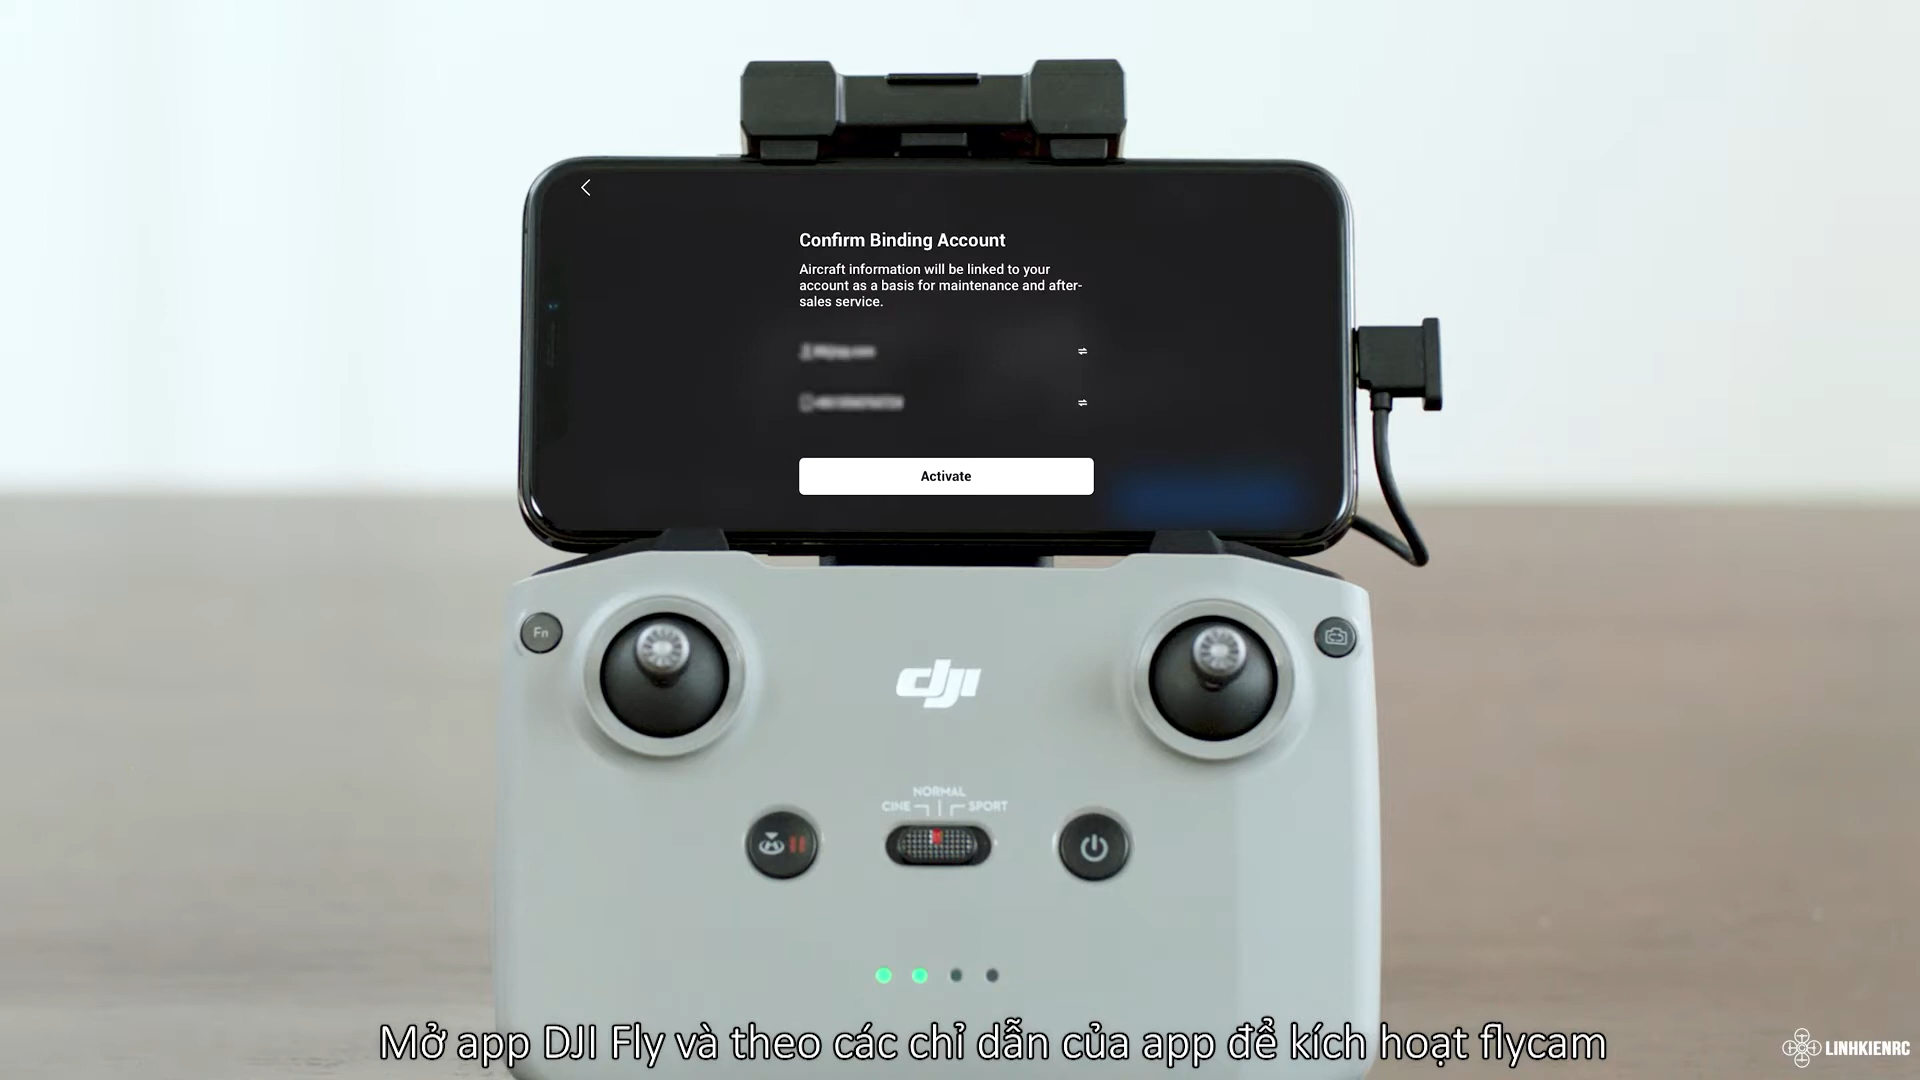 Confirm Binding Account
Aircraft information will be linked to your
account as a basis for maintenance and after-
sales service.
Activate
Fn
dji
NORMAL
CINE
SPORT
Mở app DJI Fly và theo các chỉ dẫn của app để kích hoạt flycam
LINHKIENRC